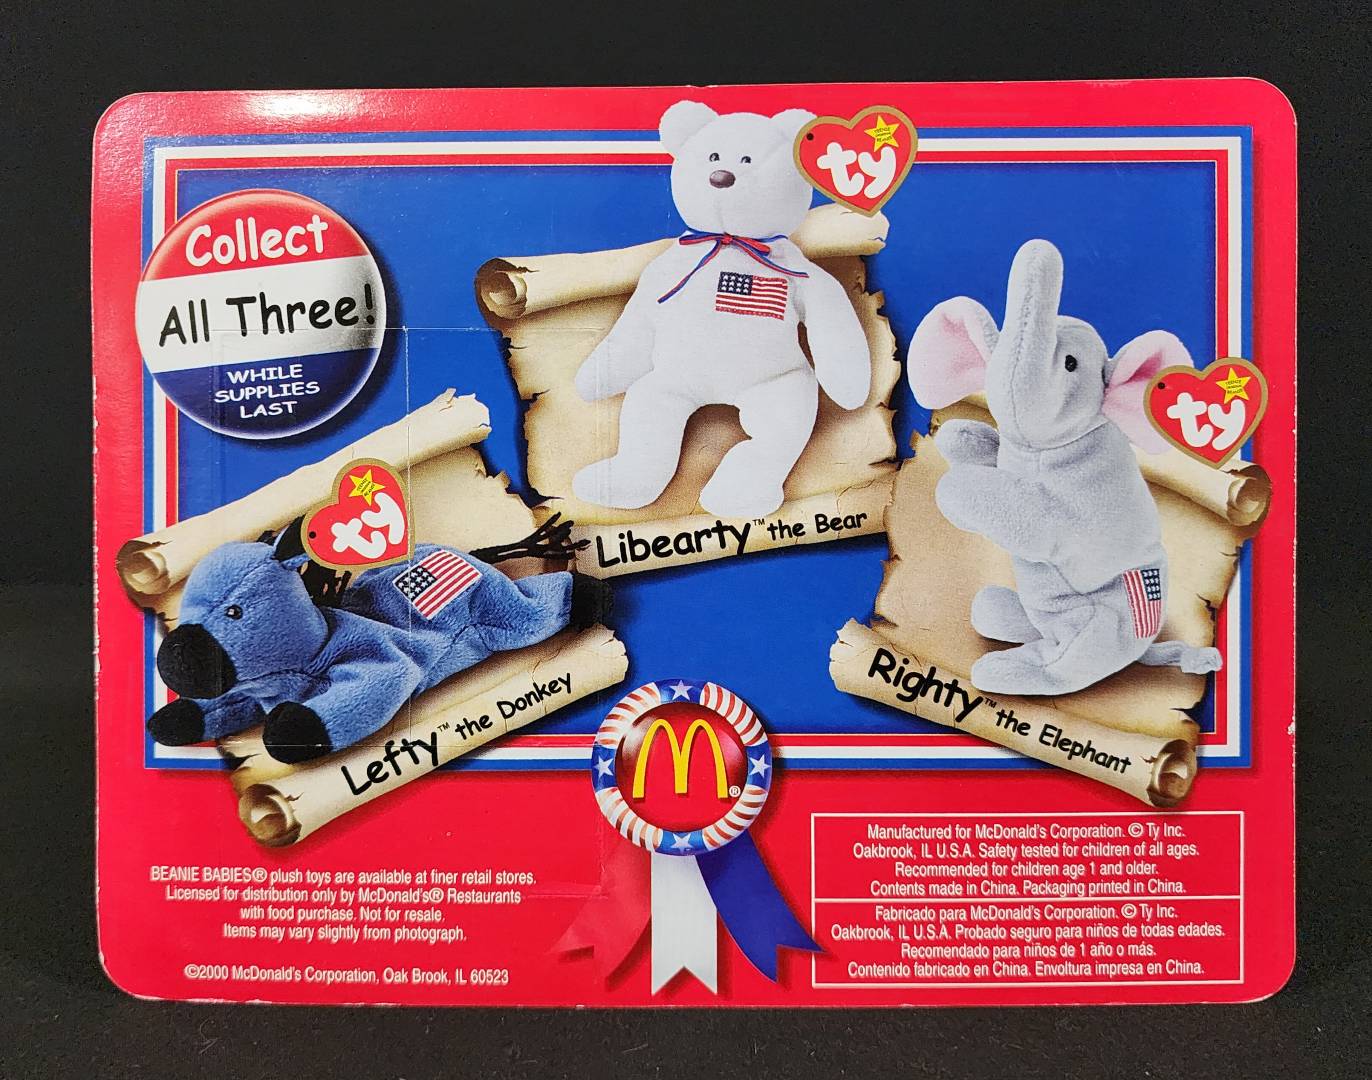 Collect
All Three!
WHILE
SUPPLIES
LAST
ty
ty
ty
Libearty™ the Bear
Lefty™ the Donkey
Righty™ the Elephant
M®
BEANIE BABIES® plush toys are available at finer retail stores.
Licensed for distribution only by McDonald's® Restaurants
with food purchase. Not for resale.
Items may vary slightly from photograph.
©2000 McDonald's Corporation, Oak Brook, IL 60523
Manufactured for McDonald's Corporation. © Ty Inc.
Oakbrook, IL U.S.A. Safety tested for children of all ages.
Recommended for children age 1 and older.
Contents made in China. Packaging printed in China.
Fabricado para McDonald's Corporation. © Ty Inc.
Oakbrook, IL U.S.A. Probado seguro para niños de todas edades.
Recomendado para niños de 1 año o más.
Contenido fabricado en China. Envoltura impresa en China.